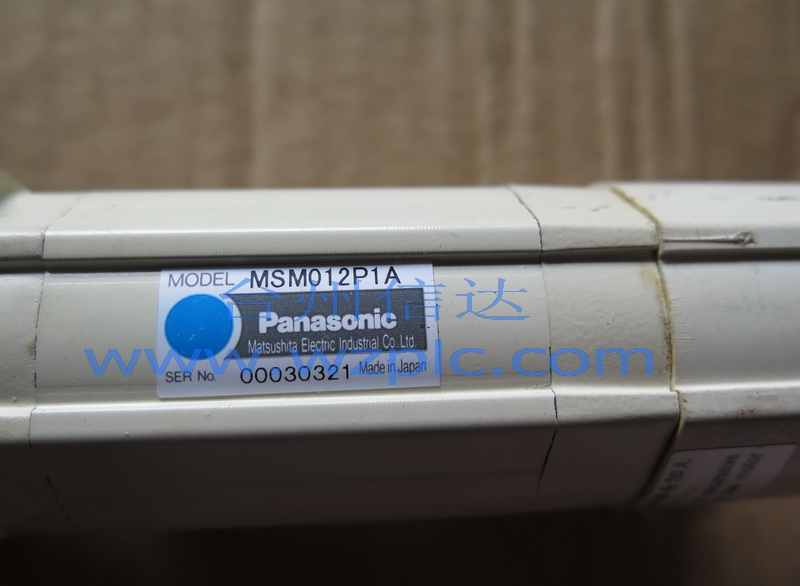 MODEL MSM012P1A
台州信达
Panasonic
Matsushita Electric Industrial Co.,Ltd
www.wzplc.com
SER No. 00030321 Made in Japan
motor